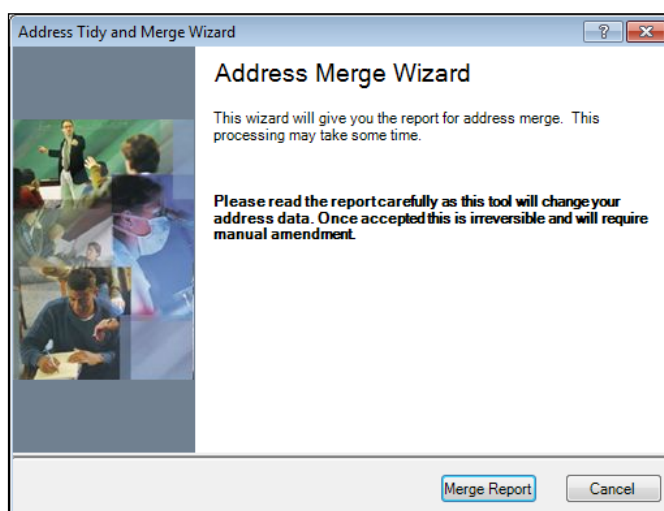 Address Tidy and Merge Wizard
Address Merge Wizard
This wizard will give you the report for address merge. This
processing may take some time.
Please read the report carefully as this tool will change your
address data. Once accepted this is irreversible and will require
manual amendment.
Merge Report
Cancel